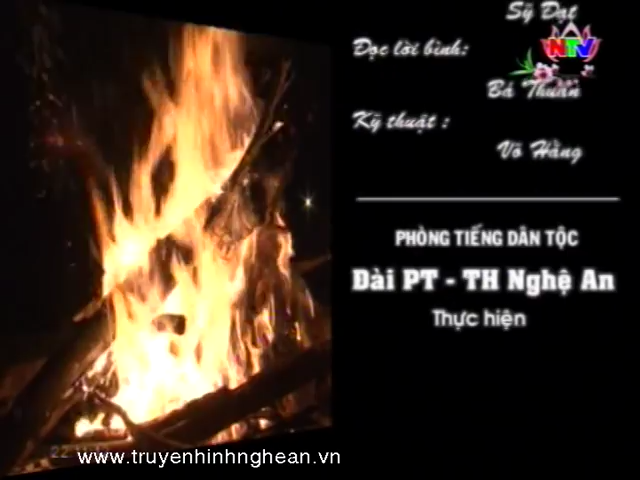 Sỹ Đạt
NTV
Đọc lời bình:
Bá Thuần
Kỹ thuật :
Võ Hằng
PHÒNG TIẾNG DÂN TỘC
Đài PT - TH Nghệ An
Thực hiện
www.truyenhinhnghean.vn